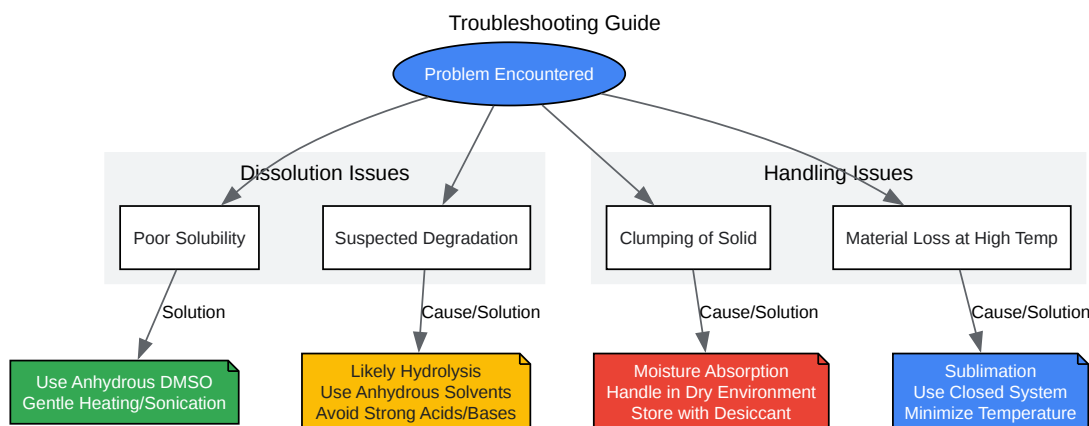 Troubleshooting Guide
Problem Encountered
Dissolution Issues
Handling Issues
Poor Solubility
Suspected Degradation
Clumping of Solid
Material Loss at High Temp
Solution
Cause/Solution
Cause/Solution
Cause/Solution
Use Anhydrous DMSO
Gentle Heating/Sonication
Likely Hydrolysis
Use Anhydrous Solvents
Avoid Strong Acids/Bases
Moisture Absorption
Handle in Dry Environment
Store with Desiccant
Sublimation
Use Closed System
Minimize Temperature